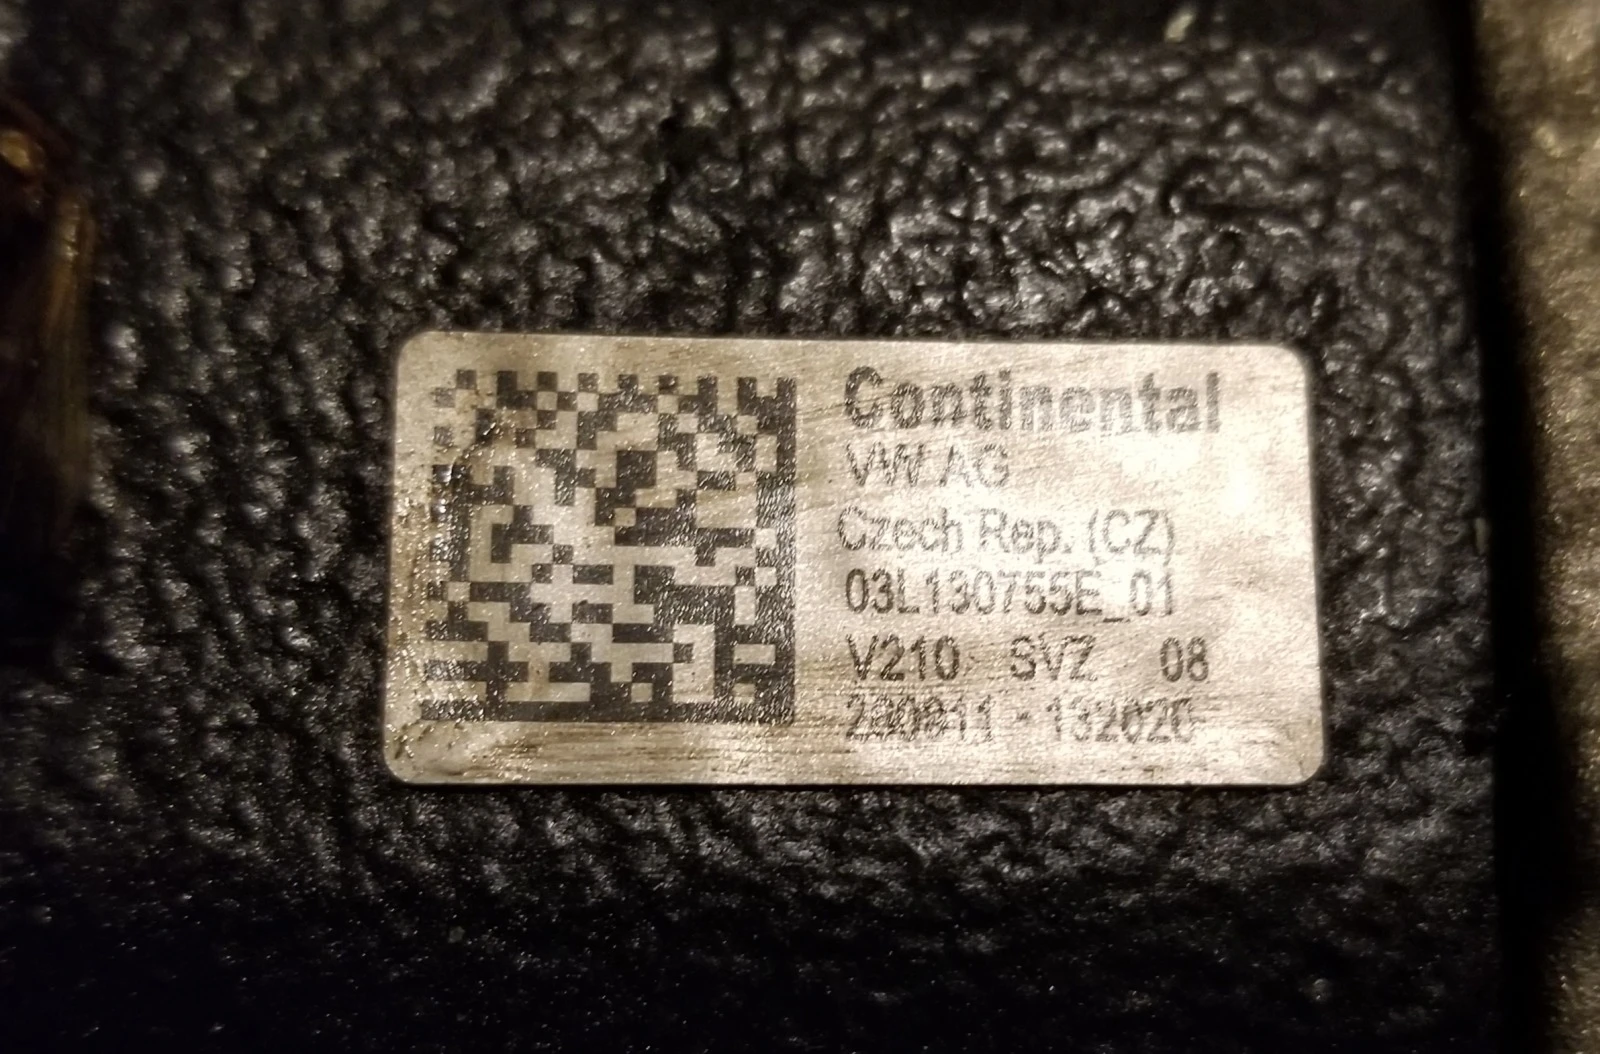 Continental
VW AG
Czech Rep. (CZ)
03L130755E_01
V210 SVZ 08